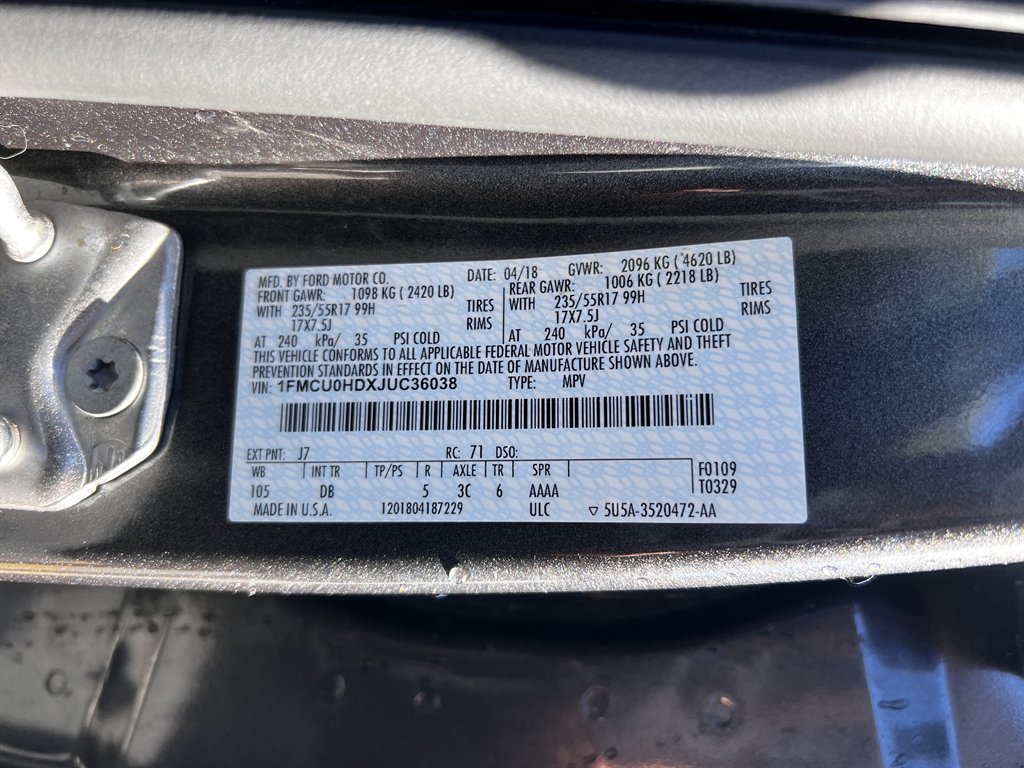 MFD. BY FORD MOTOR CO. DATE: 04/18 GVWR: 2096 KG ( 4620 LB)
FRONT GAWR: 1098 KG ( 2420 LB) REAR GAWR: 1006 KG ( 2218 LB)
WITH 235/55R17 99H TIRES WITH 235/55R17 99H TIRES
17X7.5J RIMS 17X7.5J RIMS
AT 240 kPa/ 35 PSI COLD AT 240 kPa/ 35 PSI COLD
THIS VEHICLE CONFORMS TO ALL APPLICABLE FEDERAL MOTOR VEHICLE SAFETY AND THEFT
PREVENTION STANDARDS IN EFFECT ON THE DATE OF MANUFACTURE SHOWN ABOVE.
VIN: 1FMCU0HDXJUC36038 TYPE: MPV
EXT PNT: J7 RC: 71 DSO:
WB INT TR TP/PS R AXLE TR SPR F0109
105 DB 5 3C 6 AAAA T0329
MADE IN U.S.A. 1201804187229 ULC ▽ 5U5A-3520472-AA